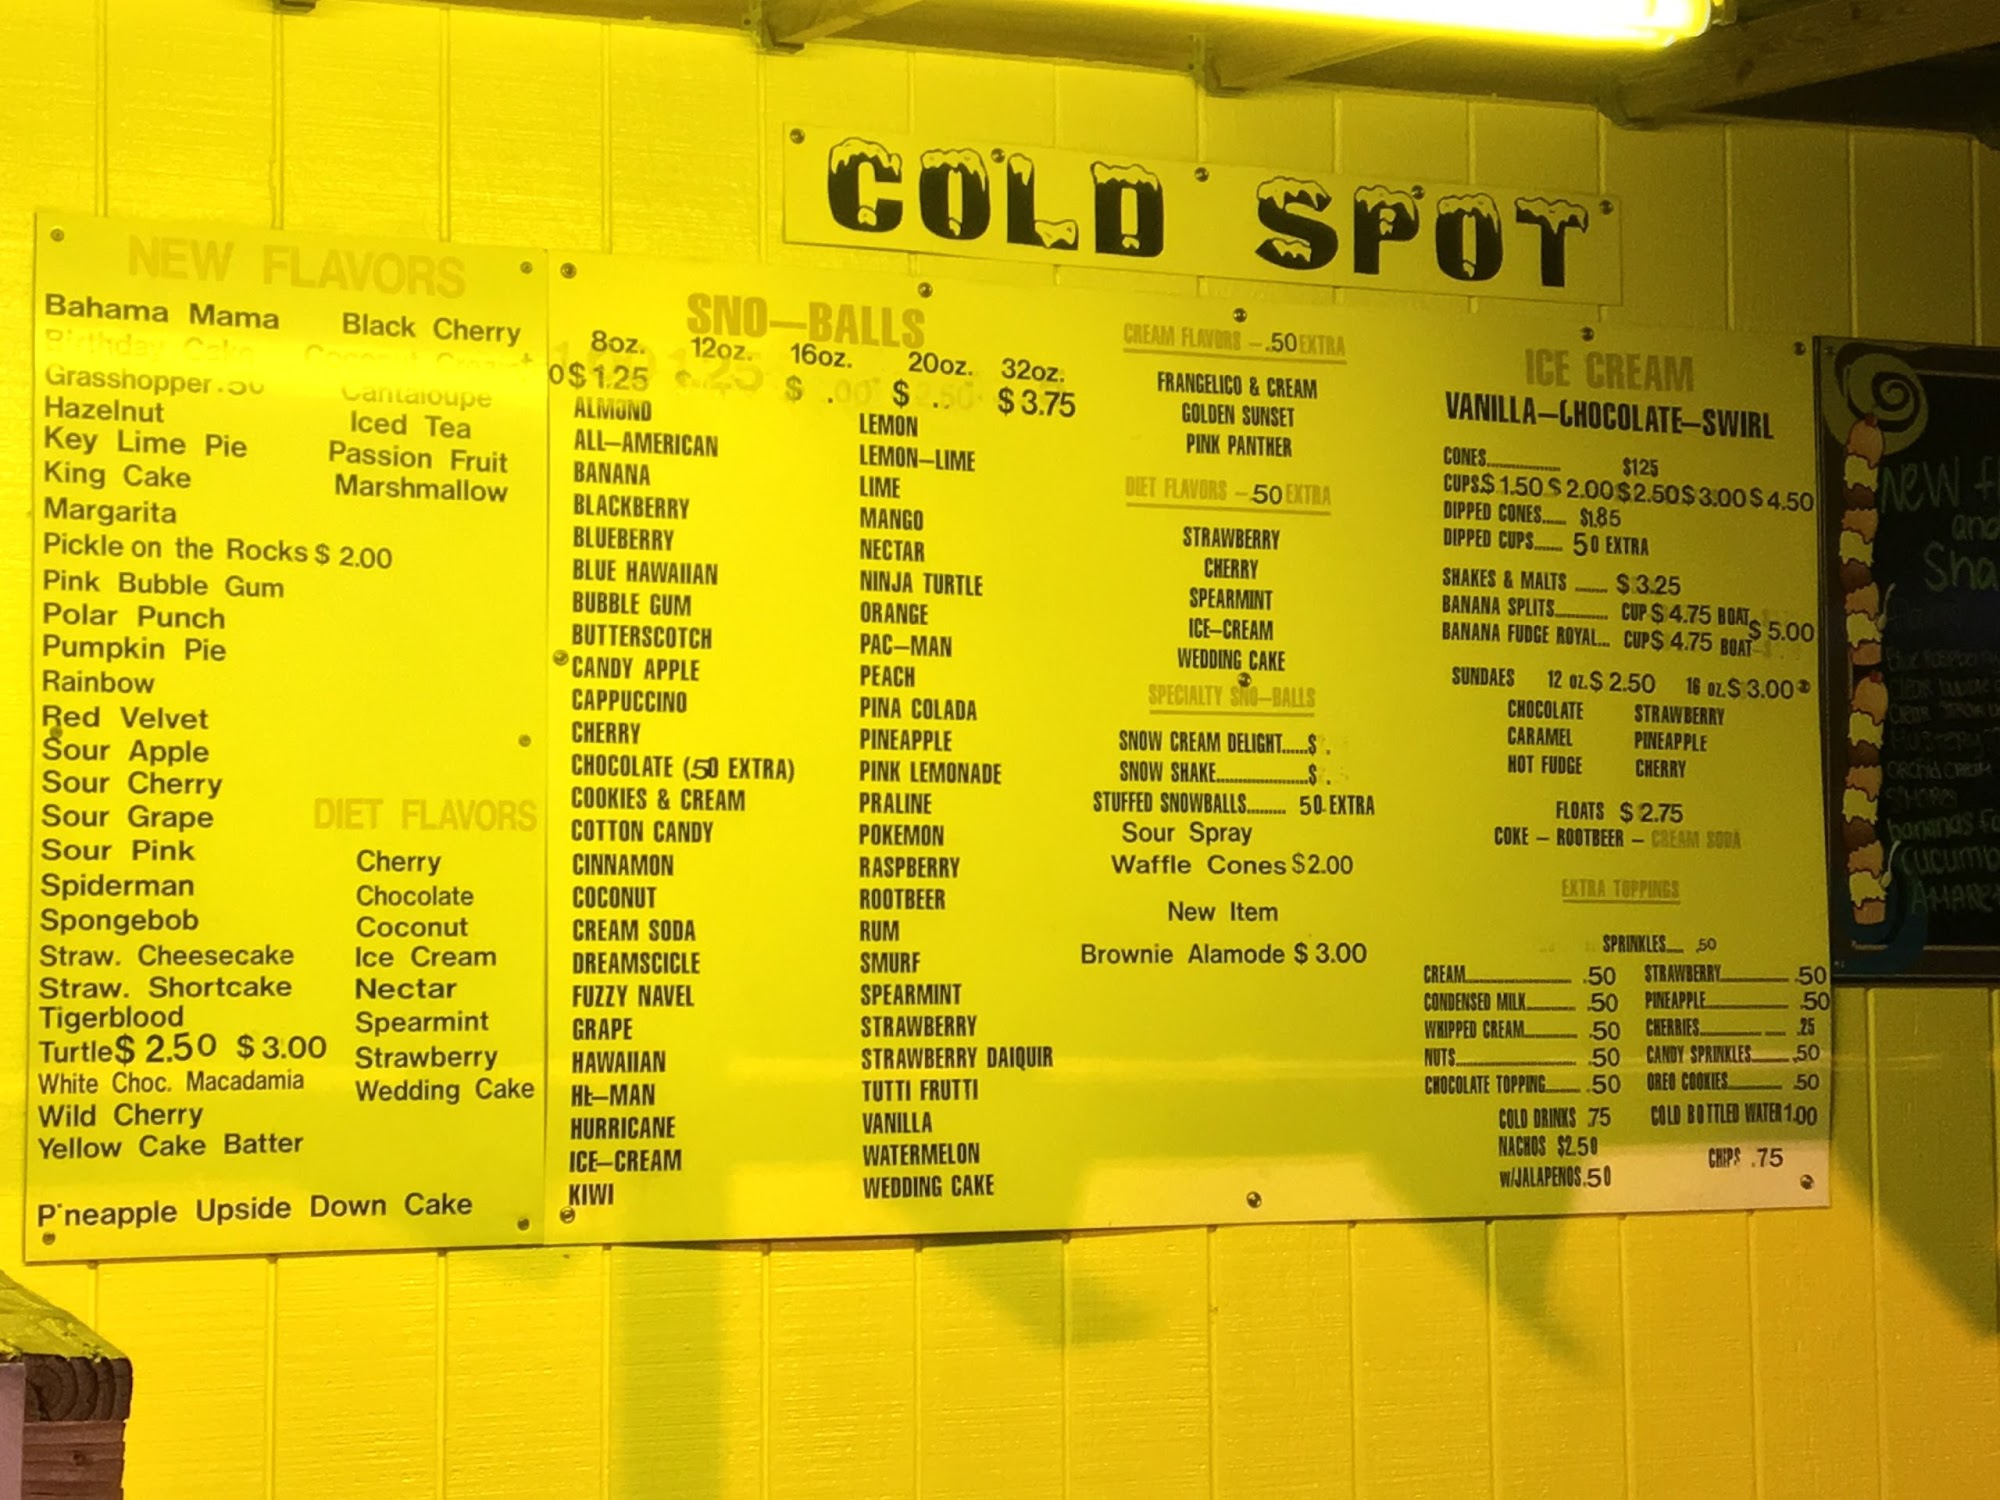 COLD SPOT
NEW FLAVORS
Bahama Mama
Birthday Cake
Grasshopper .50
Hazelnut
Key Lime Pie
King Cake
Margarita
Pickle on the Rocks $ 2.00
Pink Bubble Gum
Polar Punch
Pumpkin Pie
Rainbow
Red Velvet
Sour Apple
Sour Cherry
Sour Grape
Sour Pink
Spiderman
Spongebob
Straw. Cheesecake
Straw. Shortcake
Tigerblood
Turtle $ 2.50 $ 3.00
White Choc. Macadamia
Wild Cherry
Yellow Cake Batter
P neapple Upside Down Cake
Black Cherry
Cantaloupe
Iced Tea
Passion Fruit
Marshmallow
DIET FLAVORS
Cherry
Chocolate
Coconut
Ice Cream
Nectar
Spearmint
Strawberry
Wedding Cake
SNO-BALLS
8oz. 12oz. 16oz. 20oz. 32oz.
$ 1.25 $ $ $ 3.75
ALMOND
ALL-AMERICAN
BANANA
BLACKBERRY
BLUEBERRY
BLUE HAWAIIAN
BUBBLE GUM
BUTTERSCOTCH
CANDY APPLE
CAPPUCCINO
CHERRY
CHOCOLATE (.50 EXTRA)
COOKIES & CREAM
COTTON CANDY
CINNAMON
COCONUT
CREAM SODA
DREAMSCICLE
FUZZY NAVEL
GRAPE
HAWAIIAN
HE-MAN
HURRICANE
ICE-CREAM
KIWI
LEMON
LEMON-LIME
LIME
MANGO
NECTAR
NINJA TURTLE
ORANGE
PAC-MAN
PEACH
PINA COLADA
PINEAPPLE
PINK LEMONADE
PRALINE
POKEMON
RASPBERRY
ROOTBEER
RUM
SMURF
SPEARMINT
STRAWBERRY
STRAWBERRY DAIQUIR
TUTTI FRUTTI
VANILLA
WATERMELON
WEDDING CAKE
CREAM FLAVORS - .50 EXTRA
FRANGELICO & CREAM
GOLDEN SUNSET
PINK PANTHER
DIET FLAVORS - .50 EXTRA
STRAWBERRY
CHERRY
SPEARMINT
ICE-CREAM
WEDDING CAKE
SPECIALTY SNO-BALLS
SNOW CREAM DELIGHT......$ .
SNOW SHAKE................$ .
STUFFED SNOWBALLS........ 50 EXTRA
Sour Spray
Waffle Cones $2.00
New Item
Brownie Alamode $ 3.00
ICE CREAM
VANILLA-CHOCOLATE-SWIRL
CONES............ $125
CUPS.$ 1.50 $ 2.00 $ 2.50 $ 3.00 $ 4.50
DIPPED CONES...... $1.85
DIPPED CUPS....... 50 EXTRA
SHAKES & MALTS ....... $ 3.25
BANANA SPLITS........... CUP $ 4.75 BOAT $ 5.00
BANANA FUDGE ROYAL... CUP $ 4.75 BOAT
SUNDAES 12 oz. $ 2.50 16 oz. $ 3.00
CHOCOLATE STRAWBERRY
CARAMEL PINEAPPLE
HOT FUDGE CHERRY
FLOATS $ 2.75
COKE - ROOTBEER - CREAM SODA
EXTRA TOPPINGS
SPRINKLES.... .50
CREAM............ .50 STRAWBERRY............ .50
CONDENSED MILK......... .50 PINEAPPLE............ .50
WHIPPED CREAM......... .50 CHERRIES............ .25
NUTS............ .50 CANDY SPRINKLES....... .50
CHOCOLATE TOPPING...... .50 OREO COOKIES......... .50
COLD DRINKS .75 COLD BOTTLED WATER 1.00
NACHOS $2.50 CHIPS .75
w/JALAPENOS .50
New
and
Sha